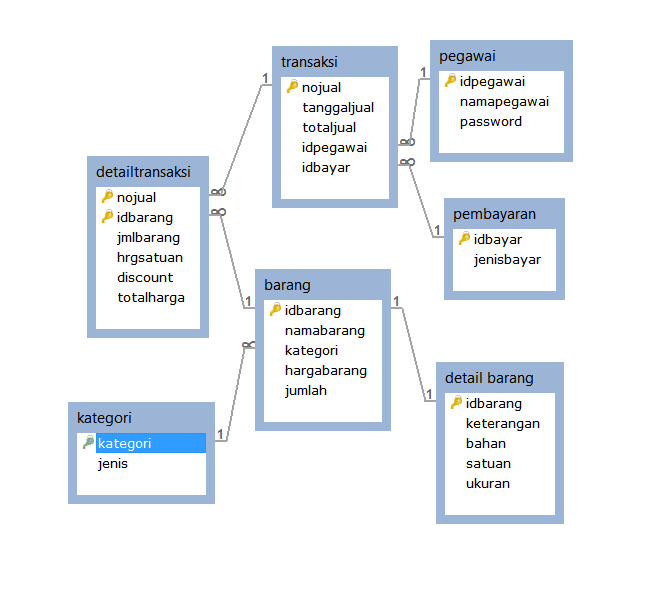 transaksi
nojual
tanggaljual
totaljual
idpegawai
idbayar
pegawai
idpegawai
namapegawai
password
detailtransaksi
nojual
idbarang
jmlbarang
hrgsatuan
discount
totalharga
pembayaran
idbayar
jenisbayar
barang
idbarang
namabarang
kategori
hargabarang
jumlah
kategori
kategori
jenis
detail barang
idbarang
keterangan
bahan
satuan
ukuran
1
∞
1
∞
∞
1
∞
1
∞
1
1
1